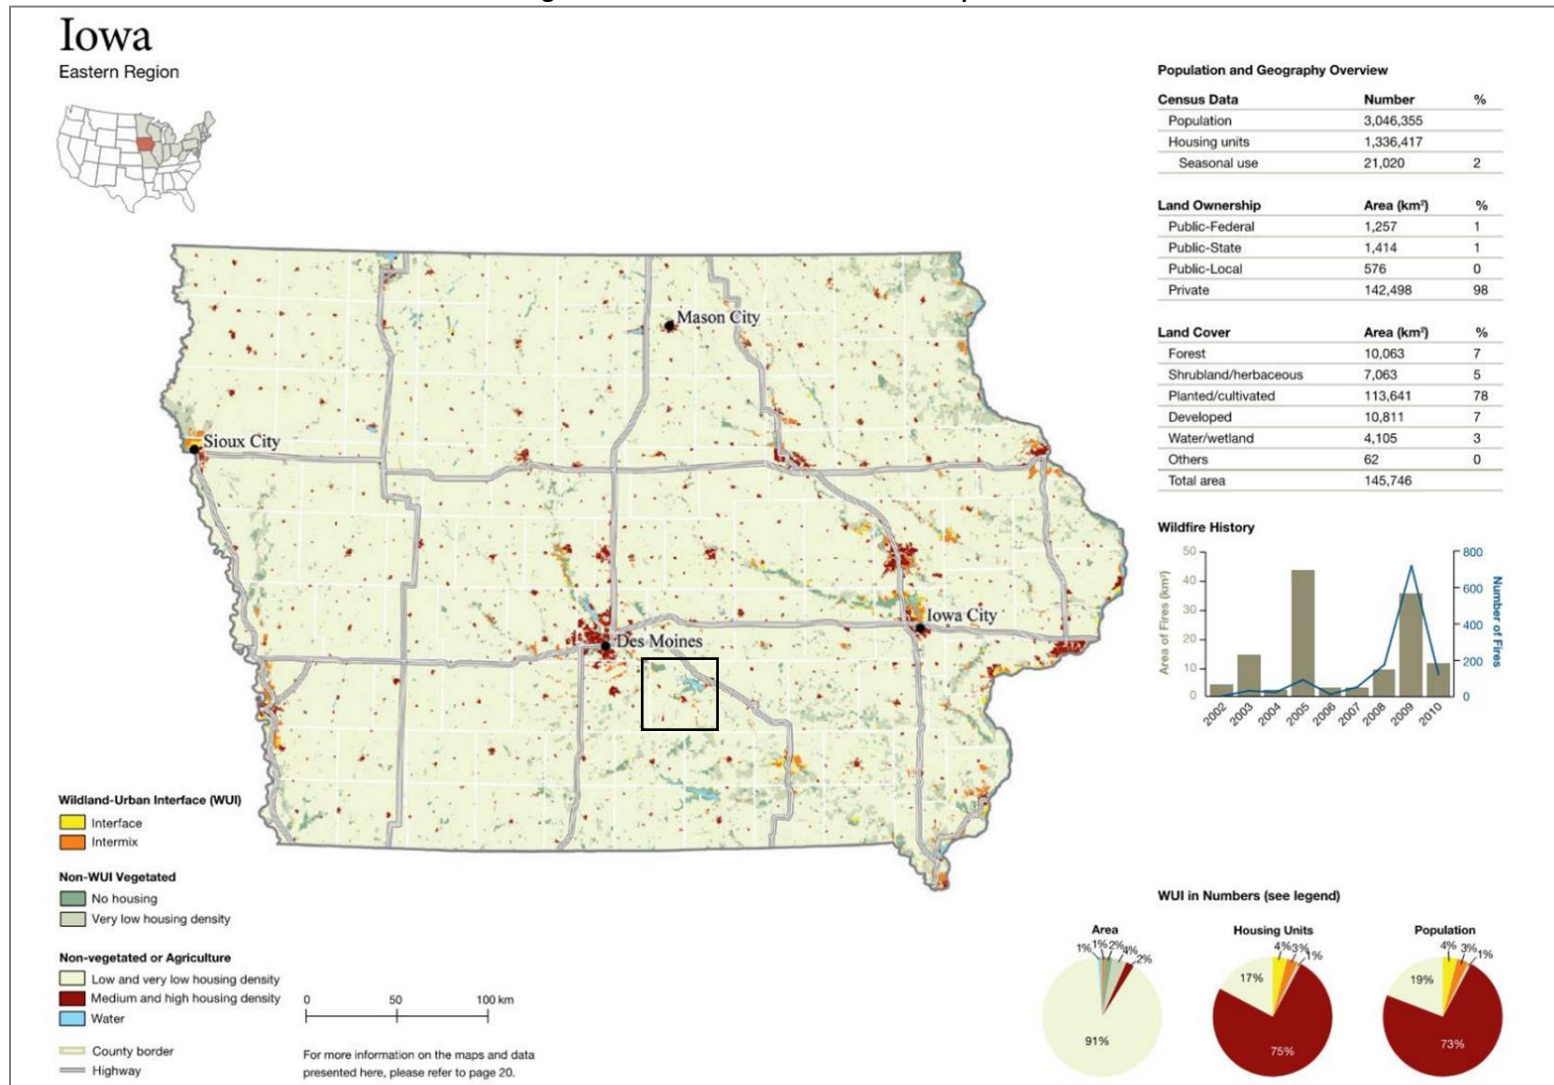 Iowa
Eastern Region
Population and Geography Overview
Census Data Number %
Population 3,046,355
Housing units 1,336,417
Seasonal use 21,020 2
Land Ownership Area (km²) %
Public-Federal 1,257 1
Public-State 1,414 1
Public-Local 576 0
Private 142,498 98
Land Cover Area (km²) %
Forest 10,063 7
Shrubland/herbaceous 7,063 5
Planted/cultivated 113,641 78
Developed 10,811 7
Water/wetland 4,105 3
Others 62 0
Total area 145,746
Mason City
Sioux City
Iowa City
Des Moines
Wildfire History
50 800
40 600
30 400
20 200
10 0
0
Area of Fires (km²)
Number of Fires
2002 2003 2004 2005 2006 2007 2008 2009 2010
Wildland-Urban Interface (WUI)
Interface
Intermix
Non-WUI Vegetated
No housing
Very low housing density
Non-vegetated or Agriculture
Low and very low housing density
Medium and high housing density
Water
County border
Highway
0 50 100 km
For more information on the maps and data
presented here, please refer to page 20.
WUI in Numbers (see legend)
Area
1% 1% 2% 4% 2%
91%
Housing Units
4% 3% 1%
17%
75%
Population
4% 3% 1%
19%
73%